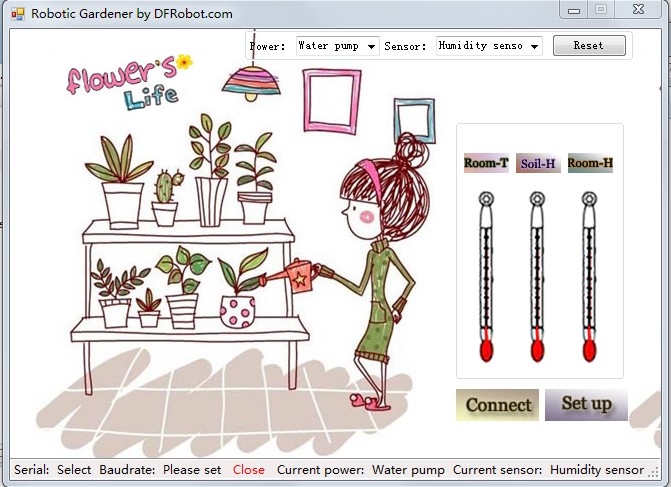 Robotic Gardener by DFRobot.com
Power: Water pump Sensor: Humidity senso Reset
flower's
Life
Room-T Soil-H Room-H
Connect Set up
Serial: Select Baudrate: Please set Close Current power: Water pump Current sensor: Humidity sensor